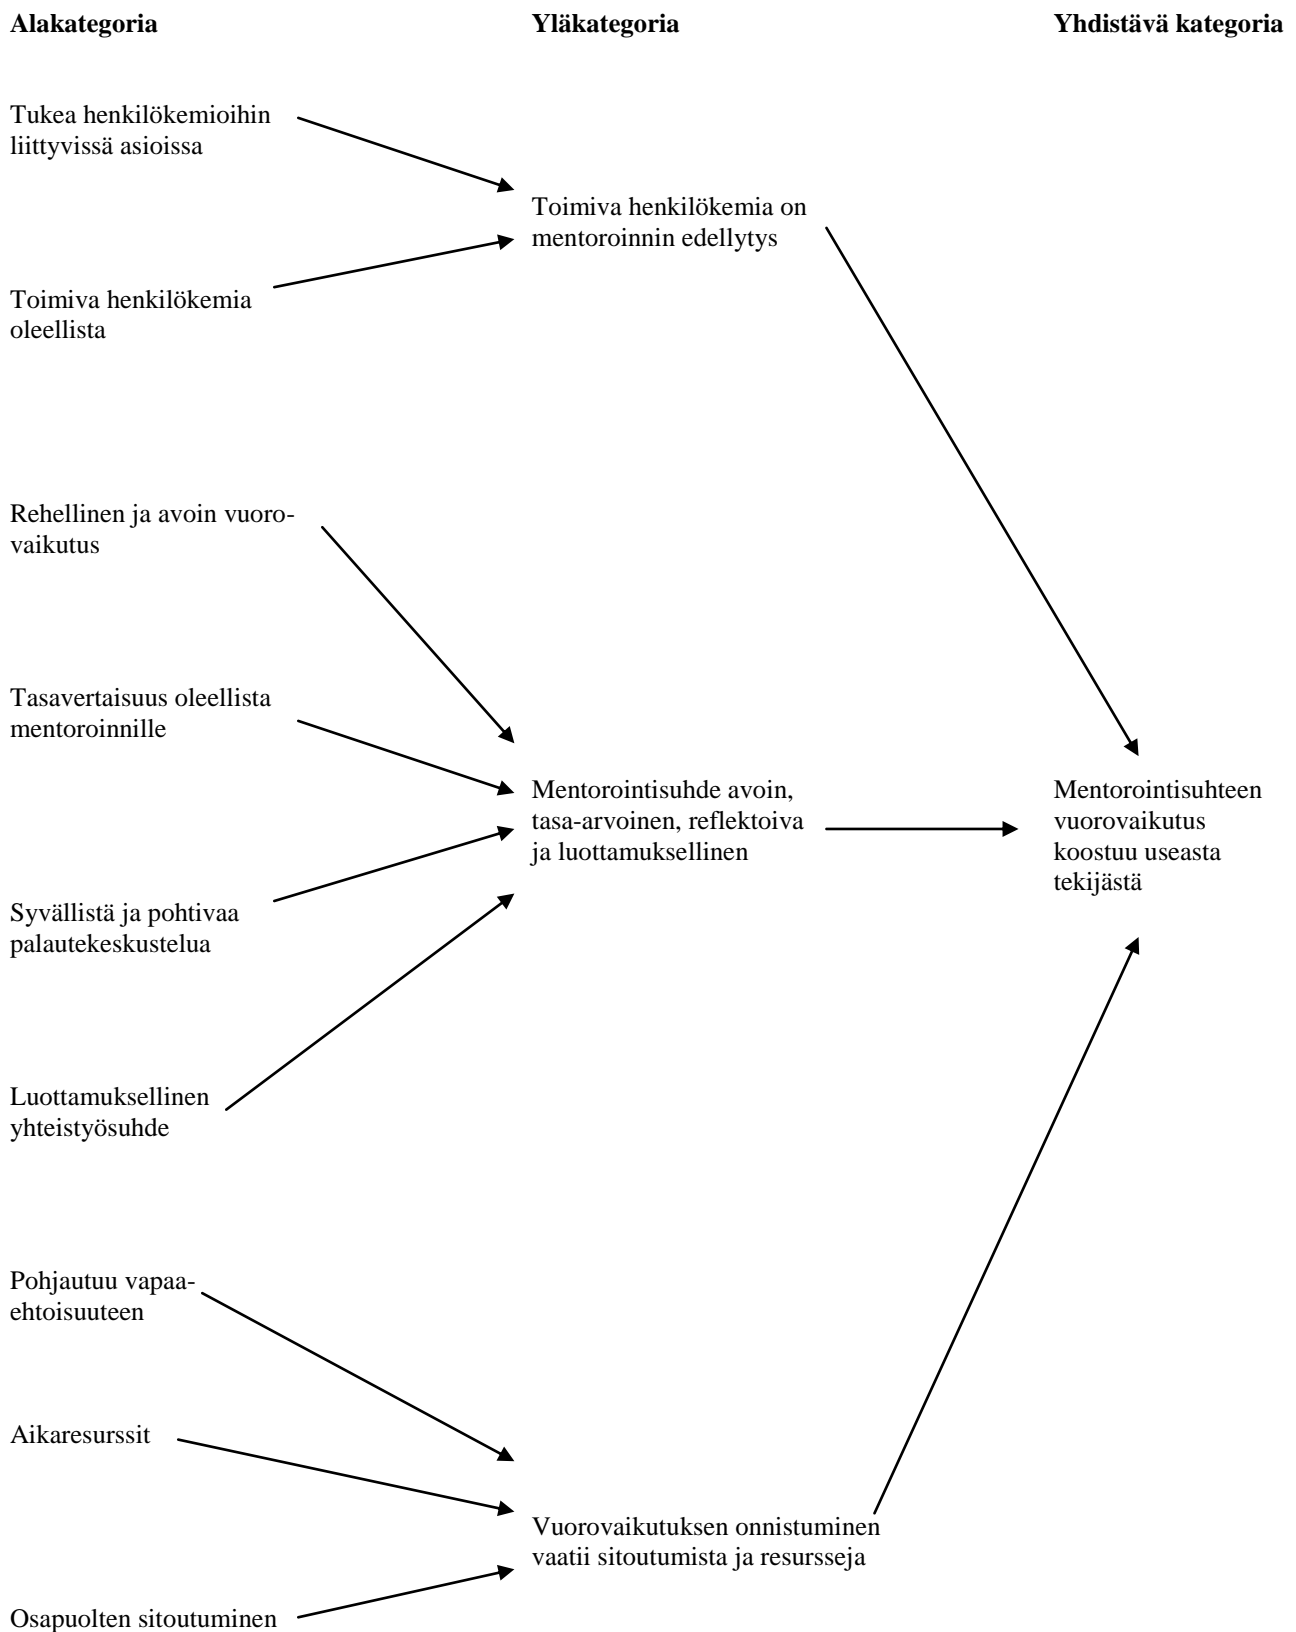 Alakategoria
Yläkategoria
Yhdistävä kategoria
Tukea henkilökemioihin
liittyvissä asioissa
Toimiva henkilökemia on
mentoroinnin edellytys
Toimiva henkilökemia
oleellista
Rehellinen ja avoin vuoro-
vaikutus
Tasavertaisuus oleellista
mentoroinnille
Mentorointisuhde avoin,
tasa-arvoinen, reflektoiva
ja luottamuksellinen
Mentorointisuhteen
vuorovaikutus
koostuu useasta
tekijästä
Syvällistä ja pohtivaa
palautekeskustelua
Luottamuksellinen
yhteistyösuhde
Pohjautuu vapaa-
ehtoisuuteen
Aikaresurssit
Vuorovaikutuksen onnistuminen
vaatii sitoutumista ja resursseja
Osapuolten sitoutuminen